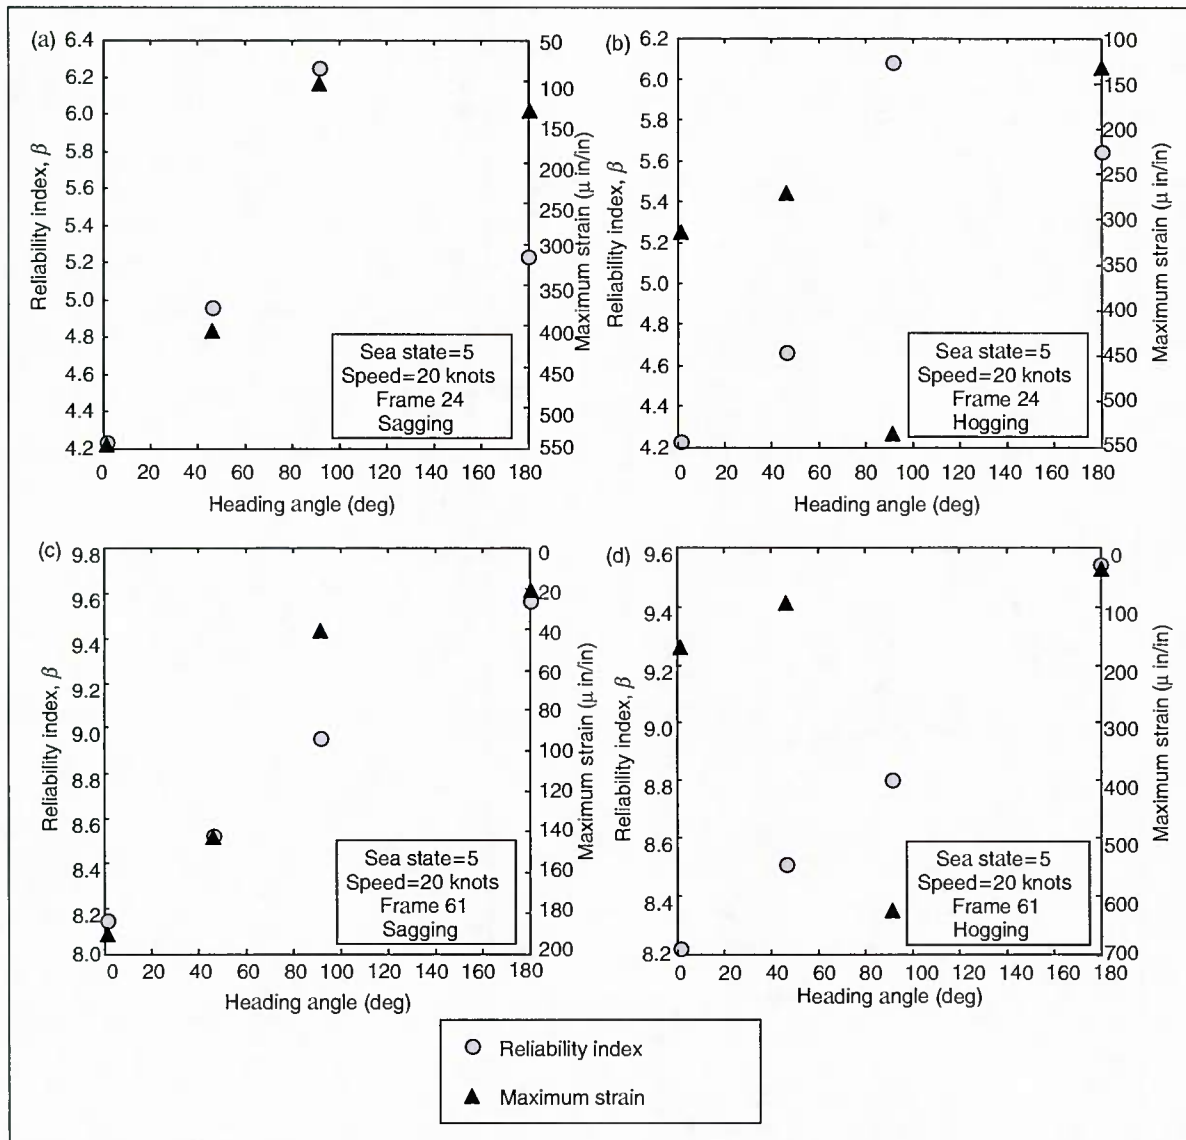 (a)
6.4
6.2
6.0
5.8
5.6
5.4
5.2
5.0
4.8
4.6
4.4
4.2
Reliability index, β
0 20 40 60 80 100 120 140 160 180
Heading angle (deg)
50
100
150
200
250
300
350
400
450
500
550
Maximum strain (μ in/in)
Sea state=5
Speed=20 knots
Frame 24
Sagging
(b)
6.2
6.0
5.8
5.6
5.4
5.2
5.0
4.8
4.6
4.4
4.2
Reliability index, β
0 20 40 60 80 100 120 140 160 180
Heading angle (deg)
100
150
200
250
300
350
400
450
500
550
Maximum strain (μ in/in)
Sea state=5
Speed=20 knots
Frame 24
Hogging
(c)
9.8
9.6
9.4
9.2
9.0
8.8
8.6
8.4
8.2
8.0
Reliability index, β
0 20 40 60 80 100 120 140 160 180
Heading angle (deg)
0
20
40
60
80
100
120
140
160
180
200
Maximum strain (μ in/in)
Sea state=5
Speed=20 knots
Frame 61
Sagging
(d)
9.6
9.4
9.2
9.0
8.8
8.6
8.4
8.2
Reliability index, β
0 20 40 60 80 100 120 140 160 180
Heading angle (deg)
0
100
200
300
400
500
600
700
Maximum strain (μ in/in)
Sea state=5
Speed=20 knots
Frame 61
Hogging
Reliability index
Maximum strain